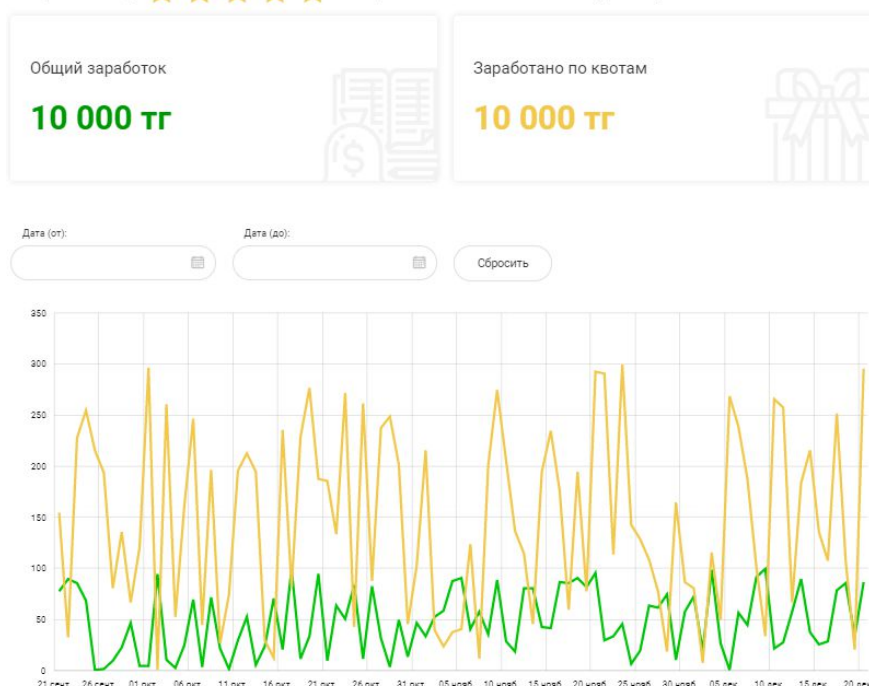 Общий заработок
Заработано по квотам
10 000 тг
10 000 тг
Дата (от):
Дата (до):
Сбросить
350
300
250
200
150
100
50
0
21 сент. 26 сент. 01 окт. 06 окт. 11 окт. 16 окт. 21 окт. 26 окт. 31 окт. 05 нояб. 10 нояб. 15 нояб. 20 нояб. 25 нояб. 30 нояб. 05 дек. 10 дек. 15 дек. 20 дек.